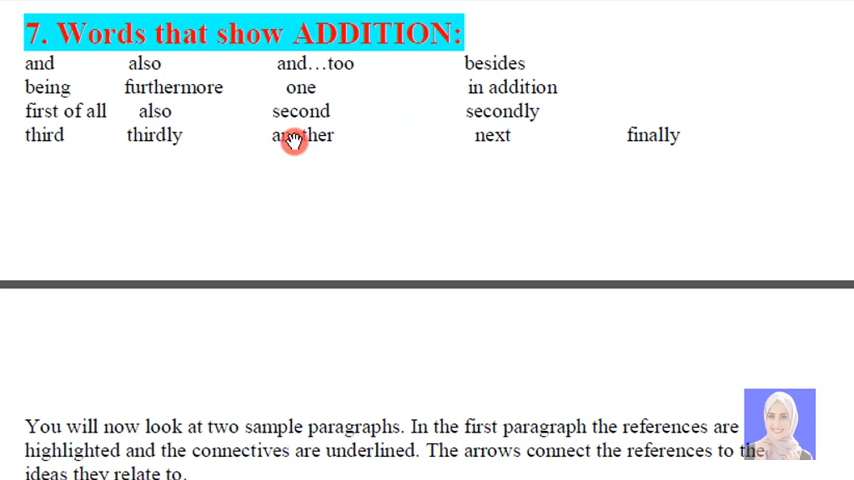 7. Words that show ADDITION:
and also and…too besides
being furthermore one in addition
first of all also second secondly
third thirdly another next finally
You will now look at two sample paragraphs. In the first paragraph the references are
highlighted and the connectives are underlined. The arrows connect the references to the
ideas they relate to.